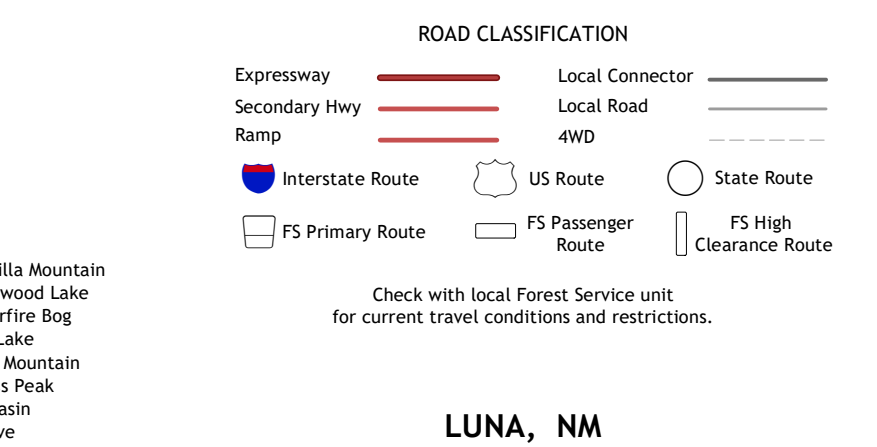 ROAD CLASSIFICATION
Expressway
Local Connector
Secondary Hwy
Local Road
Ramp
4WD
Interstate Route
US Route
State Route
FS Primary Route
FS Passenger
Route
FS High
Clearance Route
Check with local Forest Service unit
for current travel conditions and restrictions.
illa Mountain
wood Lake
rfire Bog
Lake
Mountain
s Peak
asin
ve
LUNA, NM